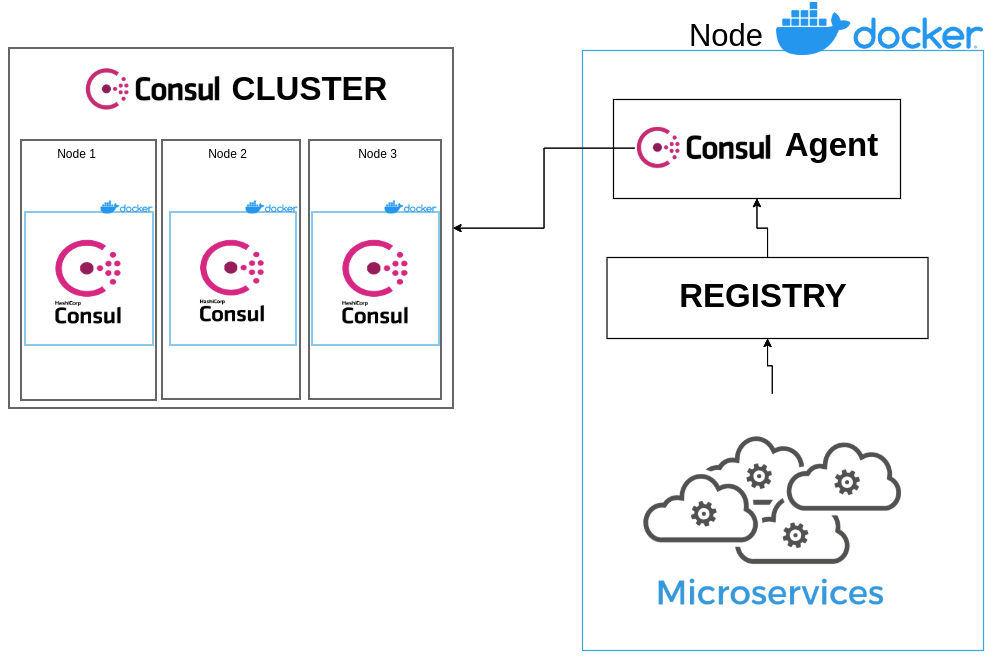 Consul CLUSTER
Node 1
Node 2
Node 3
docker
docker
docker
HashiCorp
Consul
HashiCorp
Consul
HashiCorp
Consul
Node docker
Consul Agent
REGISTRY
Microservices